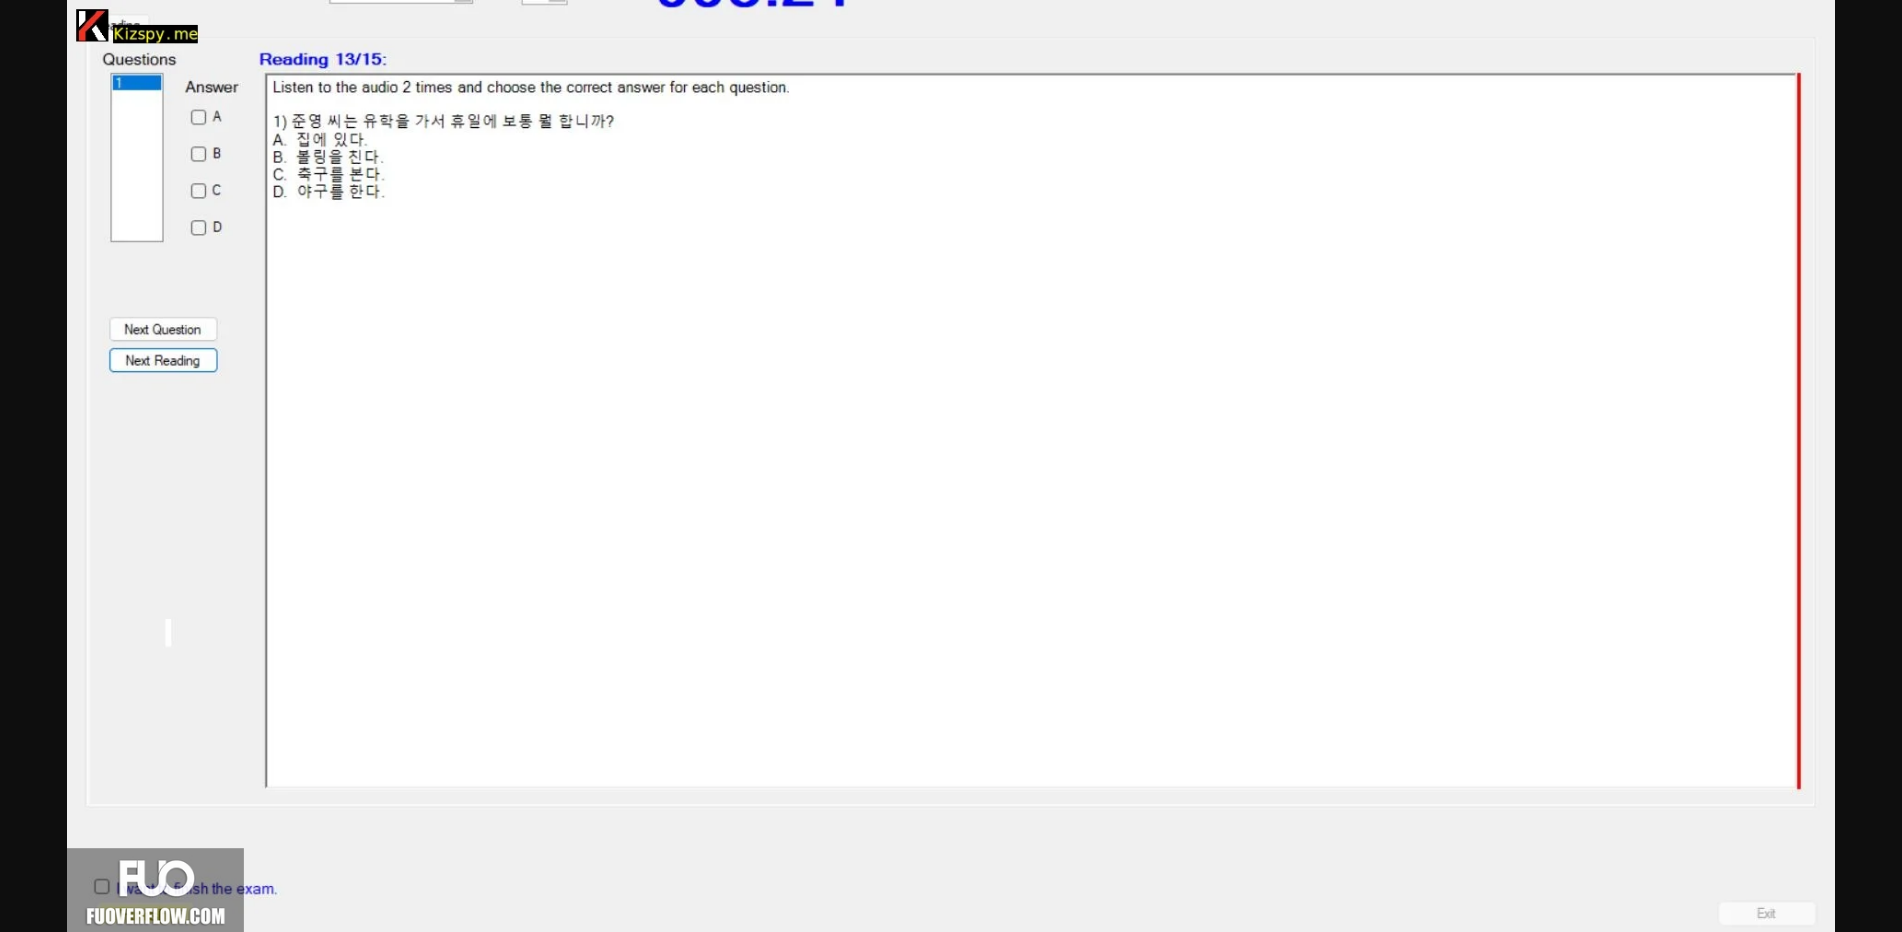 Kizspy.me
Questions
Reading 13/15:
1
Answer
A
B
C
D
Listen to the audio 2 times and choose the correct answer for each question.
1) 준영 씨는 유학을 가서 휴일에 보통 뭘 합니까?
A. 집에 있다.
B. 볼링을 친다.
C. 축구를 본다.
D. 야구를 한다.
Next Question
Next Reading
FUO
finish the exam.
FUOVERFLOW.COM
Exit